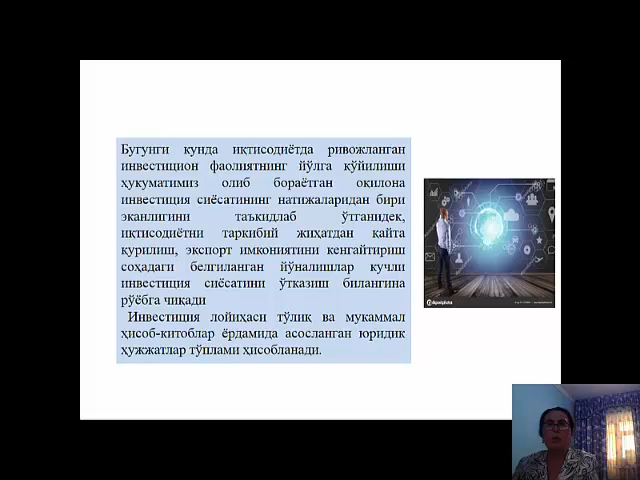 Бугунги кунда иқтисодиётда ривожланган
инвестицион фаолиятнинг йўлга қўйилиши
ҳукуматимиз олиб бораётган оқилона
инвестиция сиёсатининг натижаларидан бири
эканлигини таъкидлаб ўтганидек,
иқтисодиётни таркибий жиҳатдан қайта
қурилиш, экспорт имкониятини кенгайтириш
соҳадаги белгиланган йўналишлар кучли
инвестиция сиёсатини ўтказиш билангина
рўёбга чиқади
Инвестиция лойиҳаси тўлиқ ва мукаммал
ҳисоб-китоблар ёрдамида асосланган юридик
ҳужжатлар тўплами ҳисобланади.